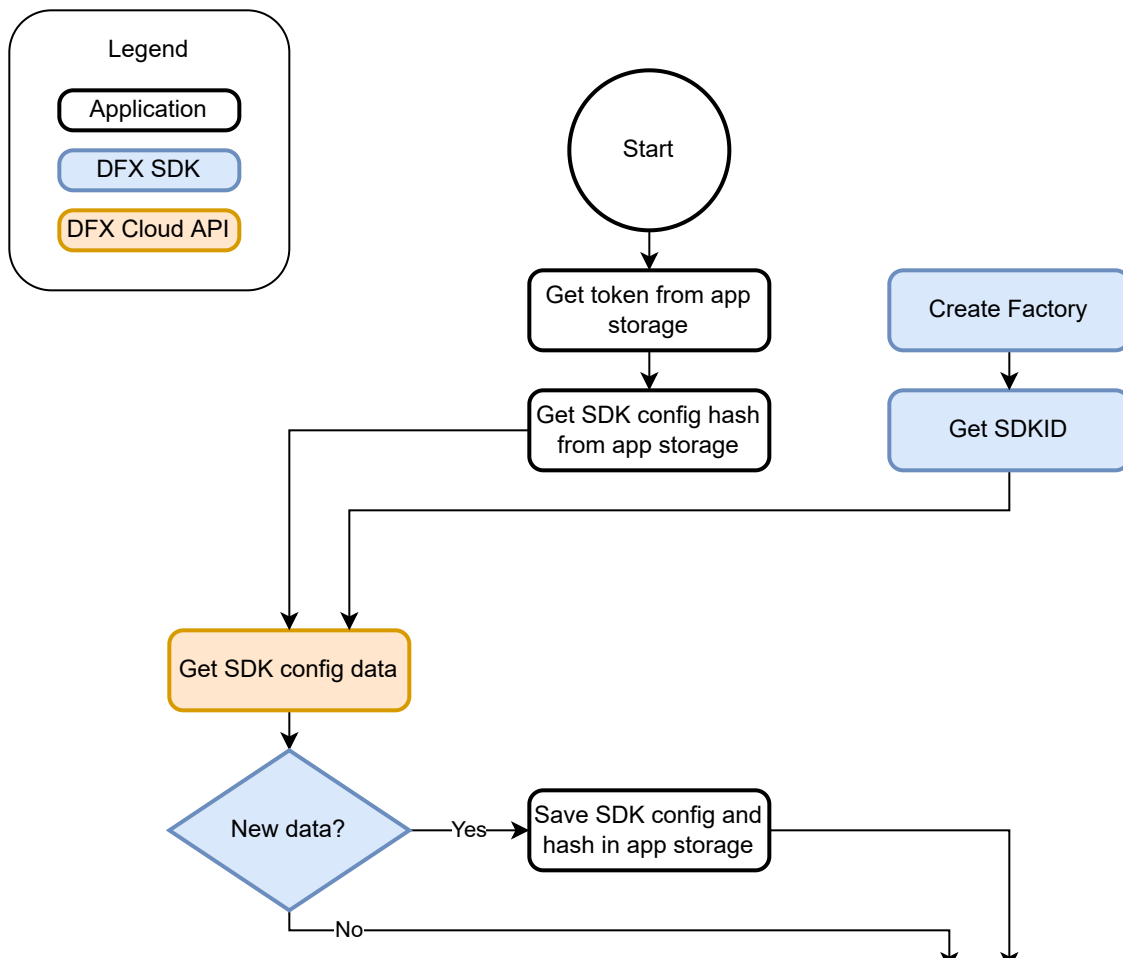 Legend
Application
DFX SDK
DFX Cloud API
Start
Get token from app
storage
Create Factory
Get SDK config hash
from app storage
Get SDKID
Get SDK config data
New data?
Yes
Save SDK config and
hash in app storage
No